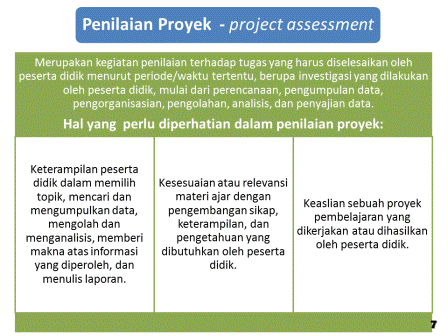 Penilaian Proyek - project assessment
Merupakan kegiatan penilaian terhadap tugas yang harus diselesaikan oleh
peserta didik menurut periode/waktu tertentu, berupa investigasi yang dilakukan
oleh peserta didik, mulai dari perencanaan, pengumpulan data,
pengorganisasian, pengolahan, analisis, dan penyajian data.
Hal yang perlu diperhatian dalam penilaian proyek:
Keterampilan peserta
didik dalam memilih
topik, mencari dan
mengumpulkan data,
mengolah dan
menganalisis, memberi
makna atas informasi
yang diperoleh, dan
menulis laporan.
Kesesuaian atau relevansi
materi ajar dengan
pengembangan sikap,
keterampilan, dan
pengetahuan yang
dibutuhkan oleh peserta
didik.
Keaslian sebuah proyek
pembelajaran yang
dikerjakan atau dihasilkan
oleh peserta didik.
7